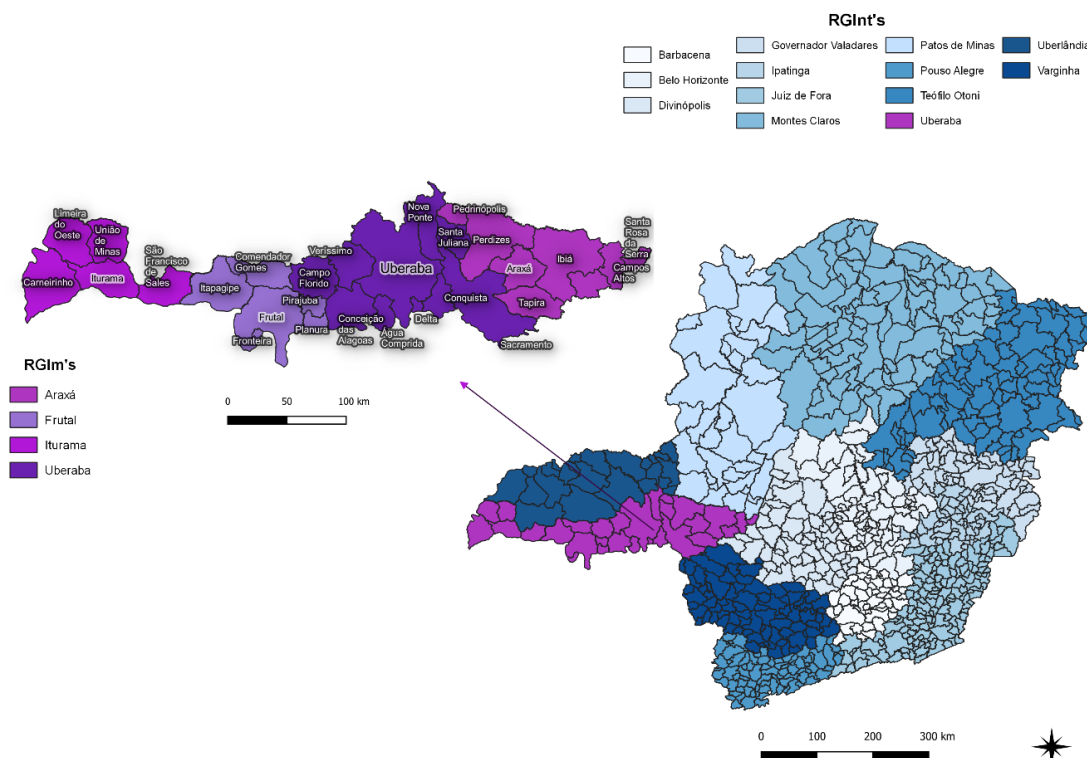 RGInt's
Barbacena
Belo Horizonte
Divinópolis
Governador Valadares
Ipatinga
Juiz de Fora
Montes Claros
Patos de Minas
Pouso Alegre
Teófilo Otoni
Uberaba
Uberlândia
Varginha
Limeira
do
Oeste
União
de
Minas
Carneirinho
Iturama
São
Francisco
de
Sales
Itapagipe
Comendador
Gomes
Frutal
Fronteira
Pirajuba
Planura
Veríssimo
Campo
Florido
Conceição
das
Alagoas
Água
Comprida
Uberaba
Delta
Nova
Ponte
Santa
Juliana
Conquista
Sacramento
Pedrinópolis
Perdizes
Araxá
Tapira
Ibiá
Santa
Rosa
da
Serra
Campos
Altos
RGIm's
Araxá
Frutal
Iturama
Uberaba
0 50 100 km
0 100 200 300 km